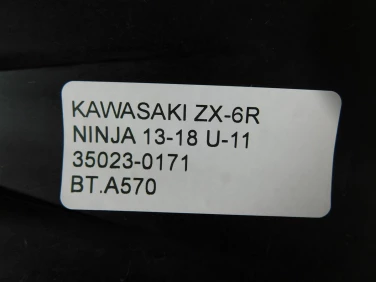 KAWASAKI ZX-6R
NINJA 13-18 U-11
35023-0171
BT.A570